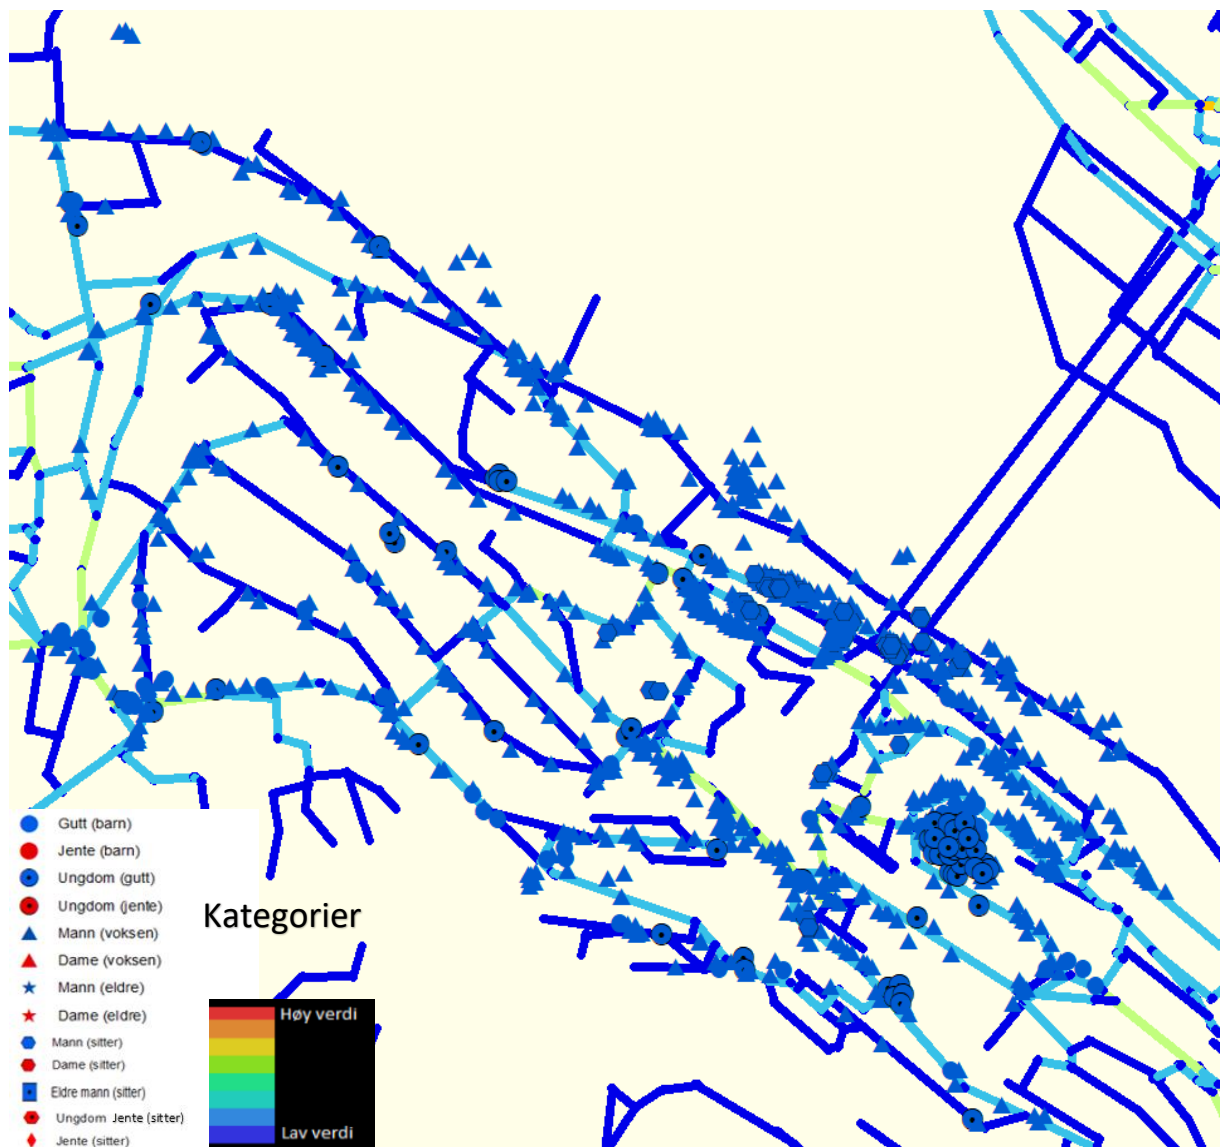 Gutt (barn)
Jente (barn)
Ungdom (gutt)
Ungdom (jente)
Mann (voksen)
Dame (voksen)
Mann (eldre)
Dame (eldre)
Mann (sitter)
Dame (sitter)
Eldre mann (sitter)
Ungdom Jente (sitter)
Jente (sitter)
Kategorier
Høy verdi
Lav verdi